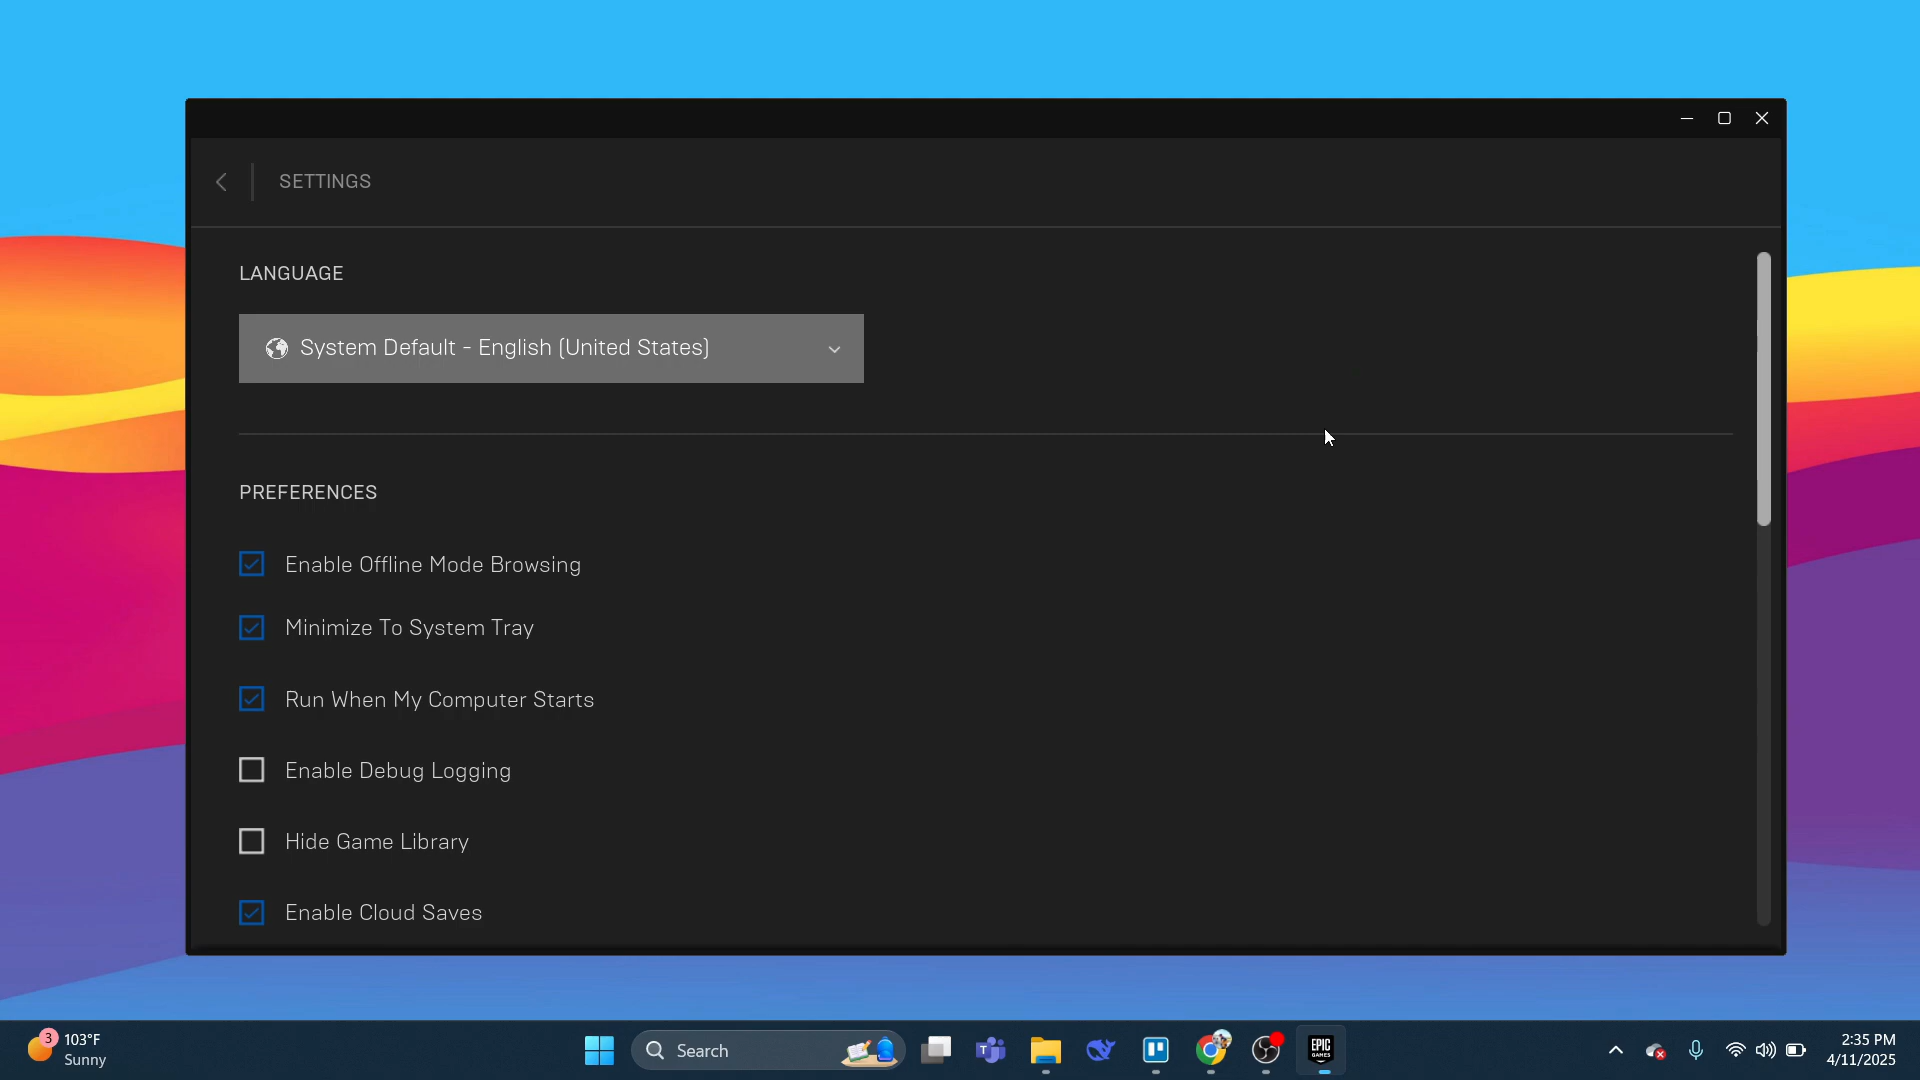 SETTINGS
LANGUAGE
System Default - English (United States)
PREFERENCES
Enable Offline Mode Browsing
Minimize To System Tray
Run When My Computer Starts
Enable Debug Logging
Hide Game Library
Enable Cloud Saves
3
103°F
Sunny
Search
T
EPIC
GAMES
2:35 PM
4/11/2025